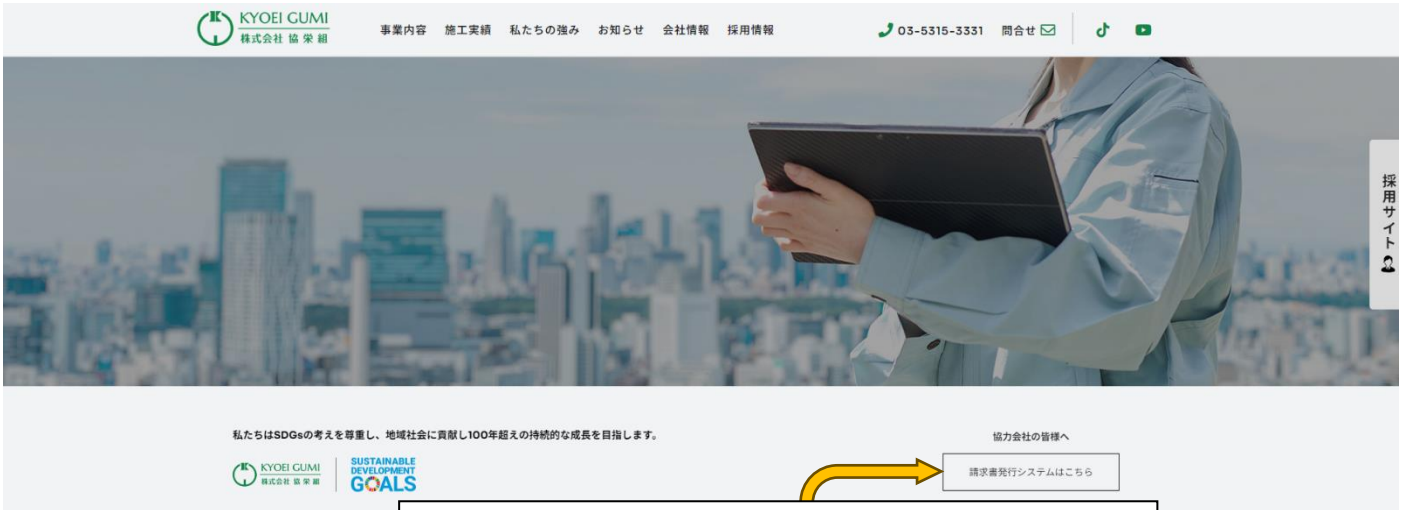 KYOEI GUMI
株式会社 協栄組
事業内容 施工実績 私たちの強み お知らせ 会社情報 採用情報
03-5315-3331 問合せ
採用サイト
私たちはSDGsの考えを尊重し、地域社会に貢献し100年超えの持続的な成長を目指します。
KYOEI GUMI
株式会社 協栄組
SUSTAINABLE
DEVELOPMENT
GOALS
協力会社の皆様へ
請求書発行システムはこちら